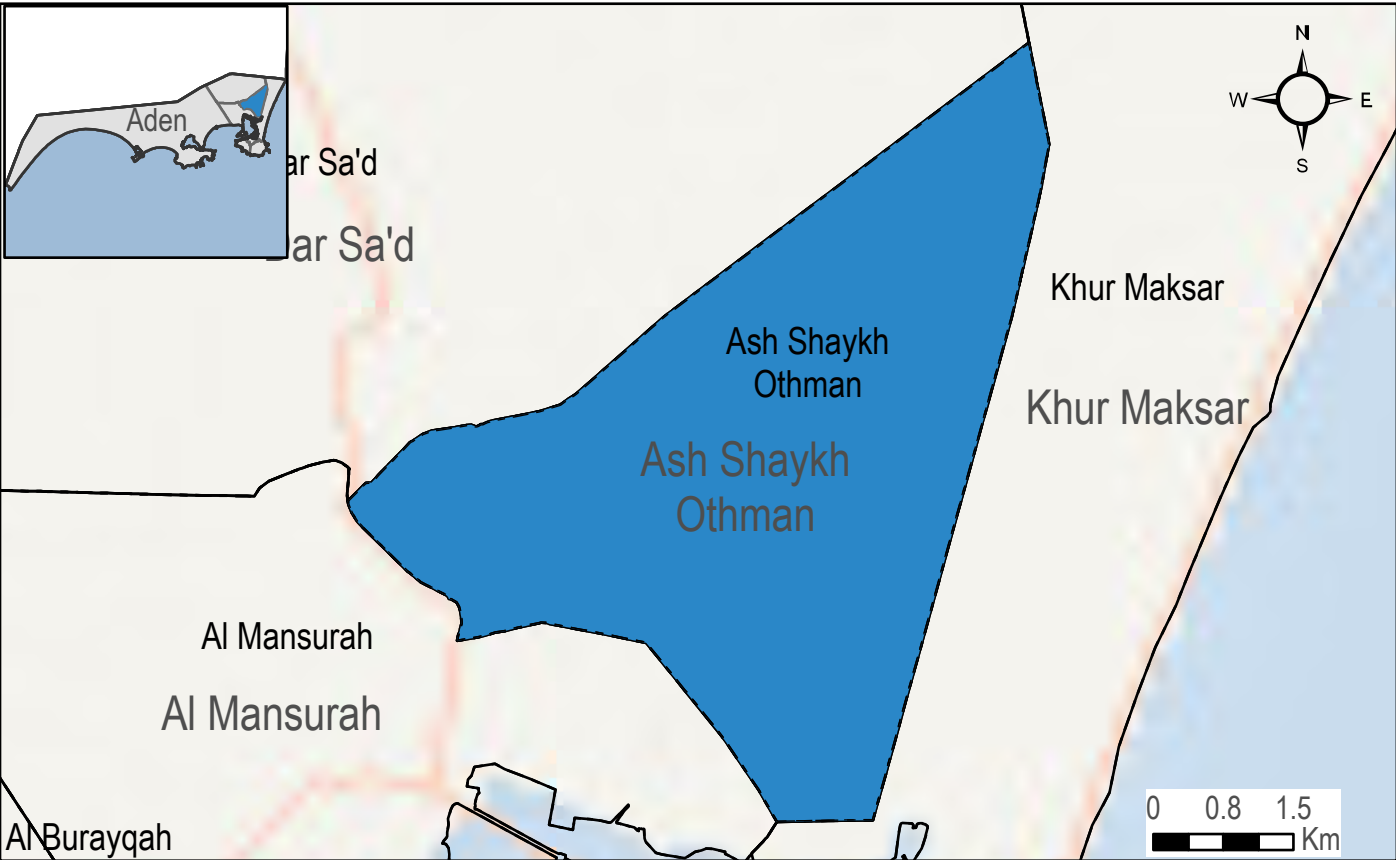 Aden
ar Sa'd
Dar Sa'd
N
W
E
S
Khur Maksar
Khur Maksar
Ash Shaykh
Othman
Ash Shaykh
Othman
Al Mansurah
Al Mansurah
Al Burayqah
0 0.8 1.5
Km